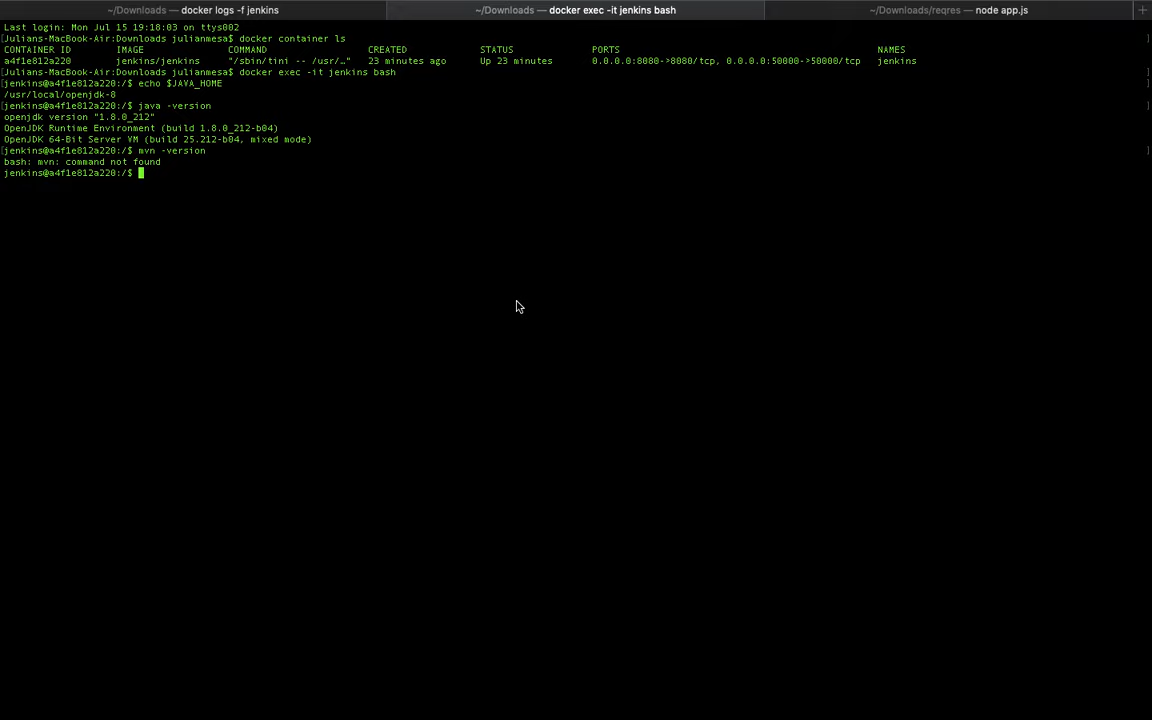 ~/Downloads — docker logs -f jenkins
~/Downloads — docker exec -it jenkins bash
~/Downloads/reqres — node app.js
Last login: Mon Jul 15 19:18:03 on ttys002
[Julians-MacBook-Air:Downloads julianmesa$ docker container ls ]
CONTAINER ID IMAGE COMMAND CREATED STATUS PORTS NAMES
a4f1e812a220 jenkins/jenkins "/sbin/tini -- /usr/…" 23 minutes ago Up 23 minutes 0.0.0.0:8080->8080/tcp, 0.0.0.0:50000->50000/tcp jenkins
[Julians-MacBook-Air:Downloads julianmesa$ docker exec -it jenkins bash ]
[jenkins@a4f1e812a220:/$ echo $JAVA_HOME ]
/usr/local/openjdk-8
[jenkins@a4f1e812a220:/$ java -version ]
openjdk version "1.8.0_212"
OpenJDK Runtime Environment (build 1.8.0_212-b04)
OpenJDK 64-Bit Server VM (build 25.212-b04, mixed mode)
[jenkins@a4f1e812a220:/$ mvn -version ]
bash: mvn: command not found
jenkins@a4f1e812a220:/$